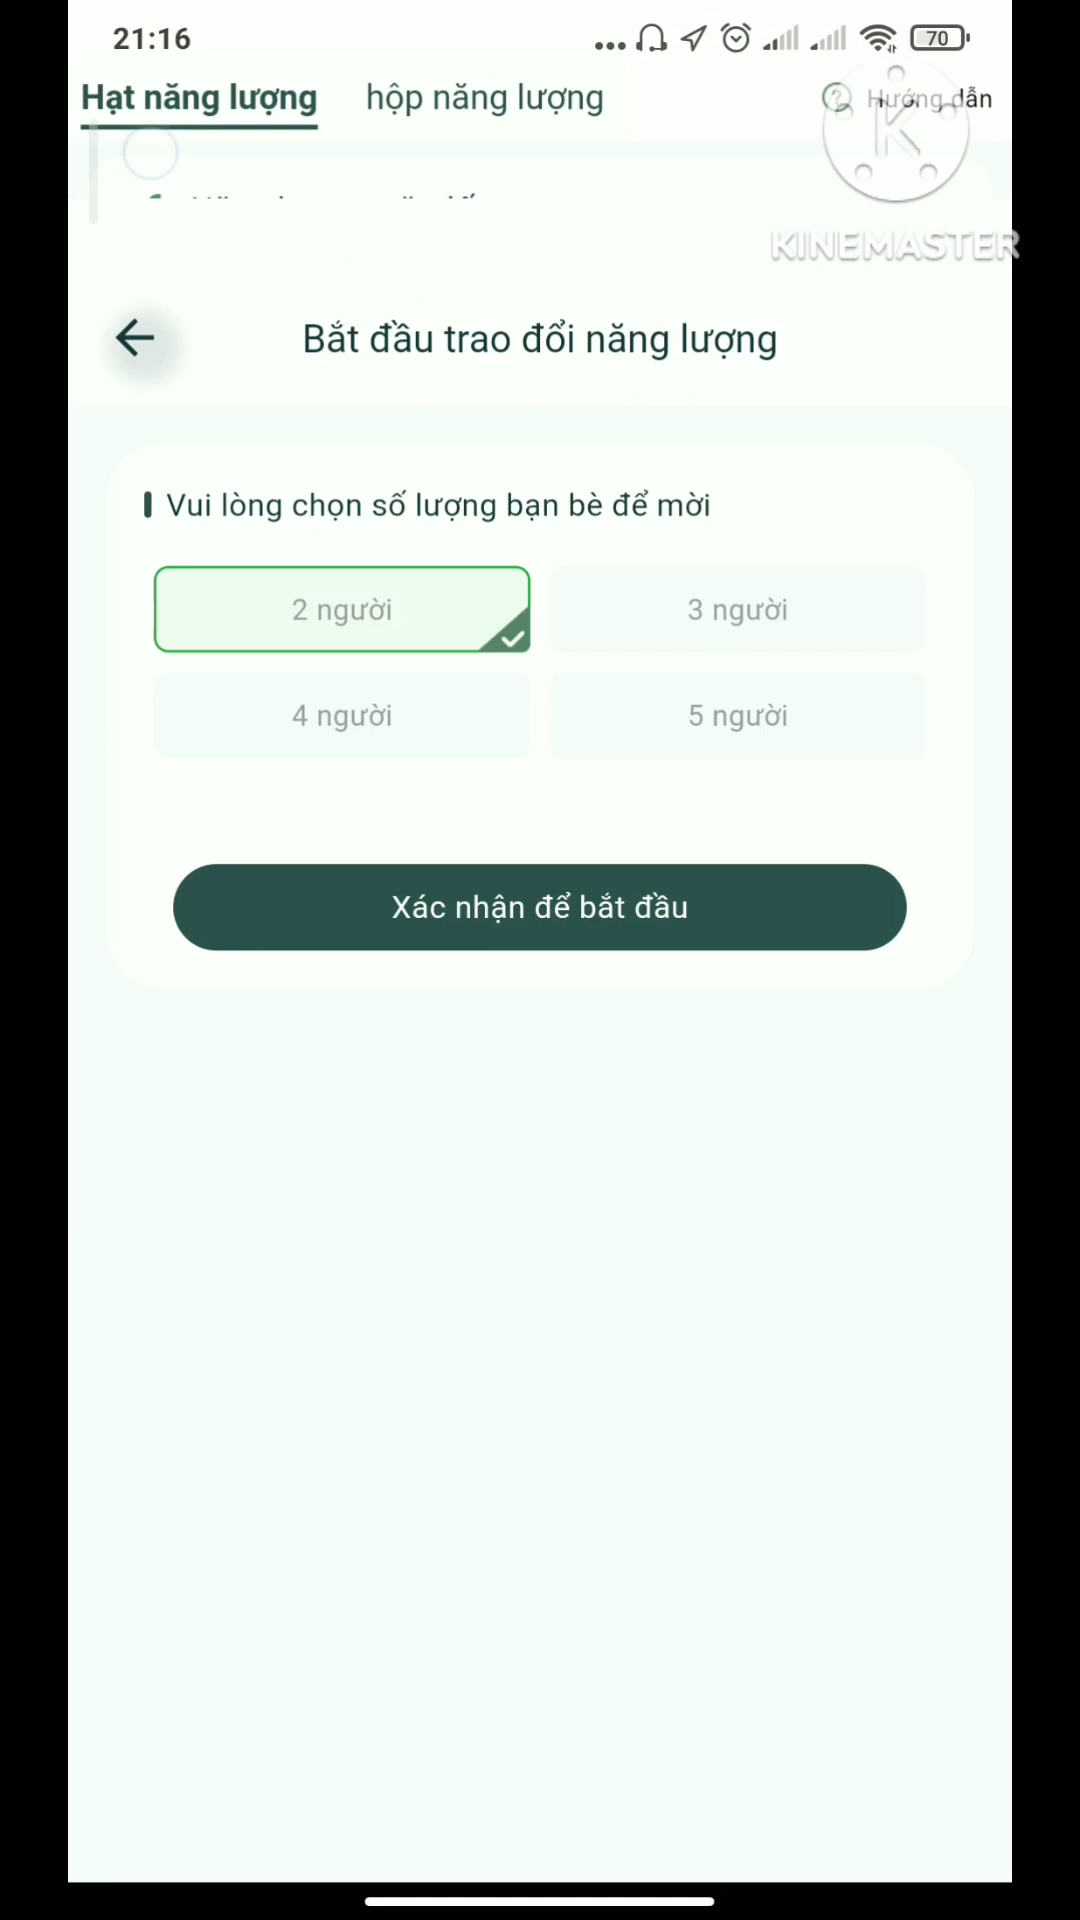 21:16
70
Hạt năng lượng
hộp năng lượng
Hướng dẫn
K
KINEMASTER
Bắt đầu trao đổi năng lượng
Vui lòng chọn số lượng bạn bè để mời
2 người
3 người
4 người
5 người
Xác nhận để bắt đầu